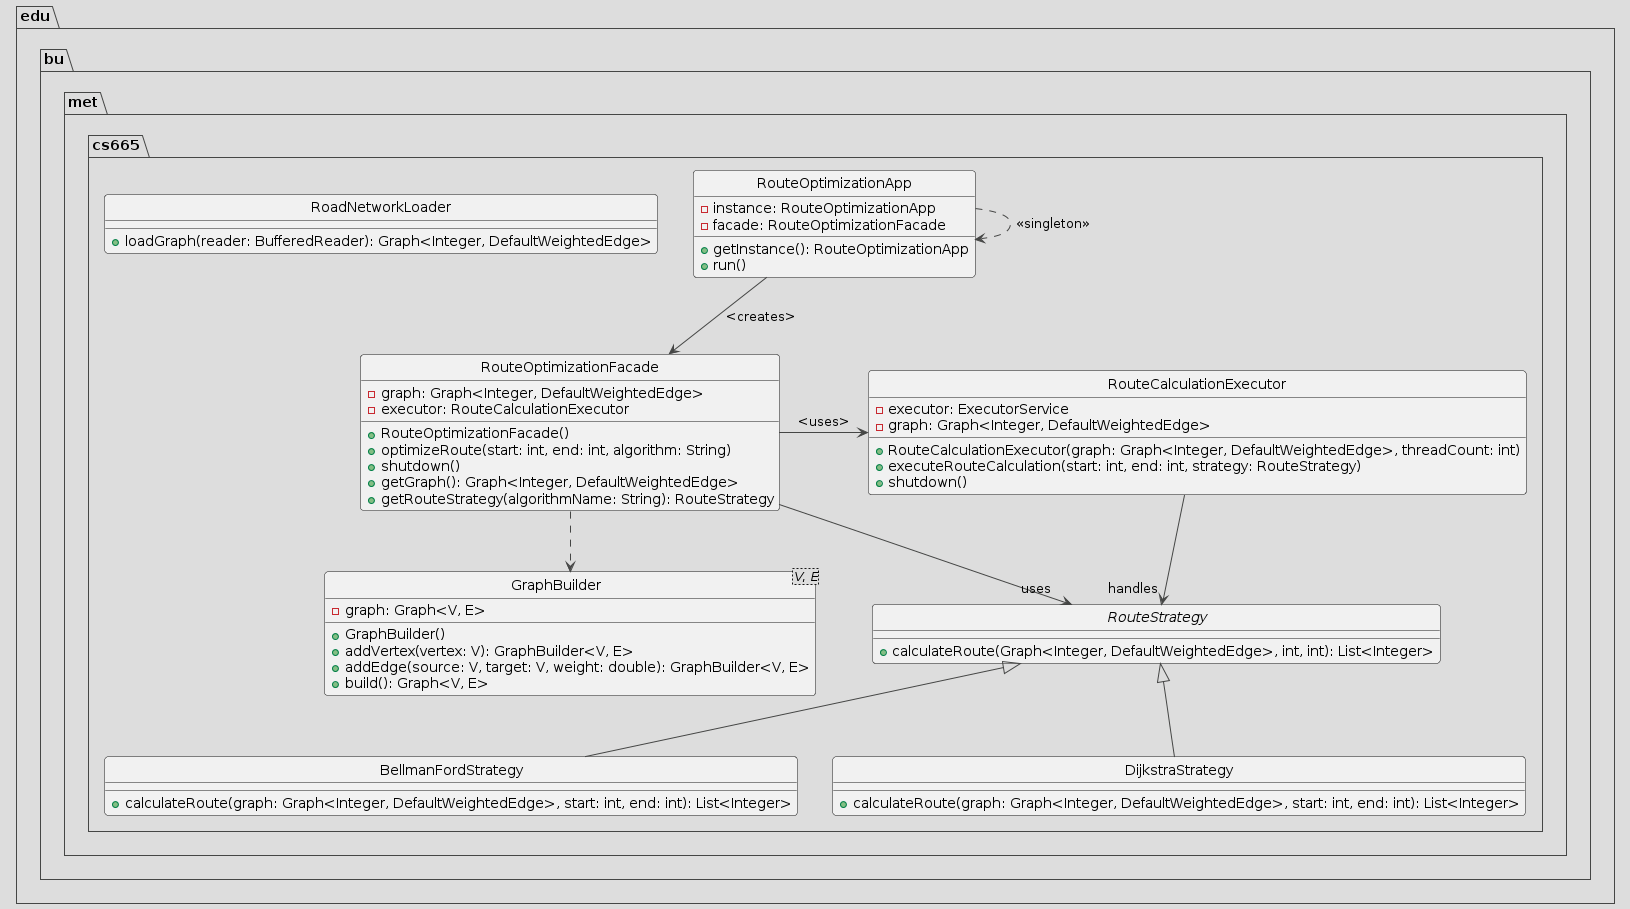 edu
bu
met
cs665
RoadNetworkLoader
loadGraph(reader: BufferedReader): Graph<Integer, DefaultWeightedEdge>
RouteOptimizationApp
instance: RouteOptimizationApp
facade: RouteOptimizationFacade
getInstance(): RouteOptimizationApp
run()
«singleton»
<creates>
RouteOptimizationFacade
graph: Graph<Integer, DefaultWeightedEdge>
executor: RouteCalculationExecutor
RouteOptimizationFacade()
optimizeRoute(start: int, end: int, algorithm: String)
shutdown()
getGraph(): Graph<Integer, DefaultWeightedEdge>
getRouteStrategy(algorithmName: String): RouteStrategy
<uses>
RouteCalculationExecutor
executor: ExecutorService
graph: Graph<Integer, DefaultWeightedEdge>
RouteCalculationExecutor(graph: Graph<Integer, DefaultWeightedEdge>, threadCount: int)
executeRouteCalculation(start: int, end: int, strategy: RouteStrategy)
shutdown()
GraphBuilder
V, E
graph: Graph<V, E>
GraphBuilder()
addVertex(vertex: V): GraphBuilder<V, E>
addEdge(source: V, target: V, weight: double): GraphBuilder<V, E>
build(): Graph<V, E>
uses
handles
RouteStrategy
calculateRoute(Graph<Integer, DefaultWeightedEdge>, int, int): List<Integer>
BellmanFordStrategy
calculateRoute(graph: Graph<Integer, DefaultWeightedEdge>, start: int, end: int): List<Integer>
DijkstraStrategy
calculateRoute(graph: Graph<Integer, DefaultWeightedEdge>, start: int, end: int): List<Integer>